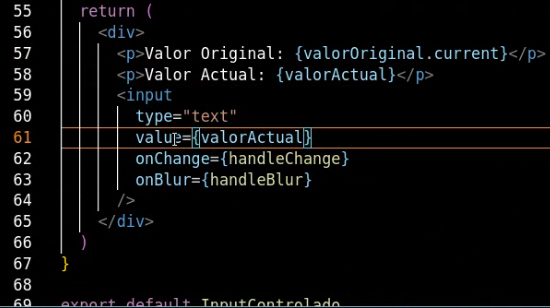 55 return (
56 <div>
57 <p>Valor Original: {valorOriginal.current}</p>
58 <p>Valor Actual: {valorActual}</p>
59 <input
60 type="text"
61 value={valorActual}
62 onChange={handleChange}
63 onBlur={handleBlur}
64 />
65 </div>
66 )
67 }
68
69 export default InputControlado